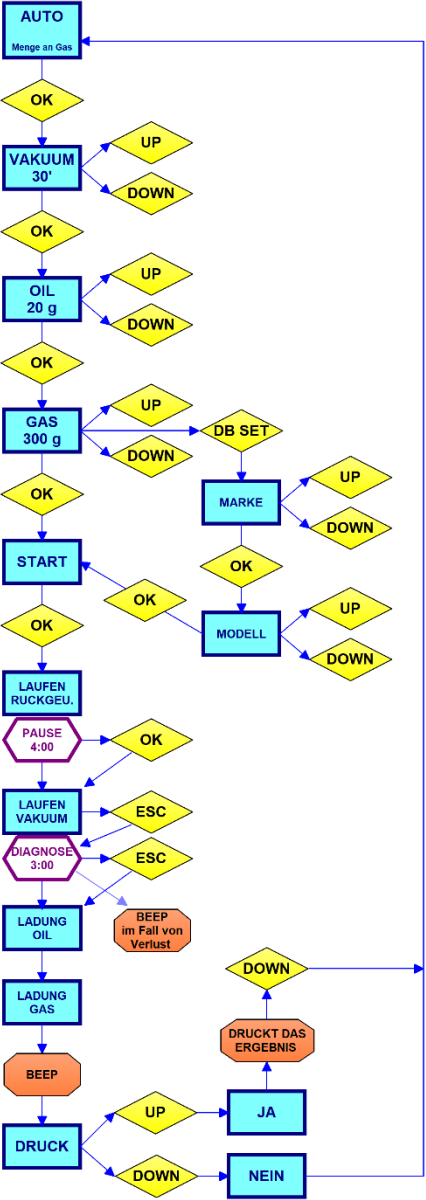 AUTO
Menge an Gas
OK
UP
VAKUUM
30'
DOWN
OK
UP
OIL
20 g
DOWN
OK
UP
GAS
300 g
DB SET
DOWN
UP
OK
MARKE
DOWN
START
OK
OK
UP
OK
MODELL
DOWN
LAUFEN
RUCKGEU.
PAUSE
4:00
OK
LAUFEN
VAKUUM
ESC
DIAGNOSE
3:00
ESC
LADUNG
OIL
BEEP
im Fall von
Verlust
DOWN
LADUNG
GAS
DRUCKT DAS
ERGEBNIS
BEEP
UP
JA
DRUCK
DOWN
NEIN